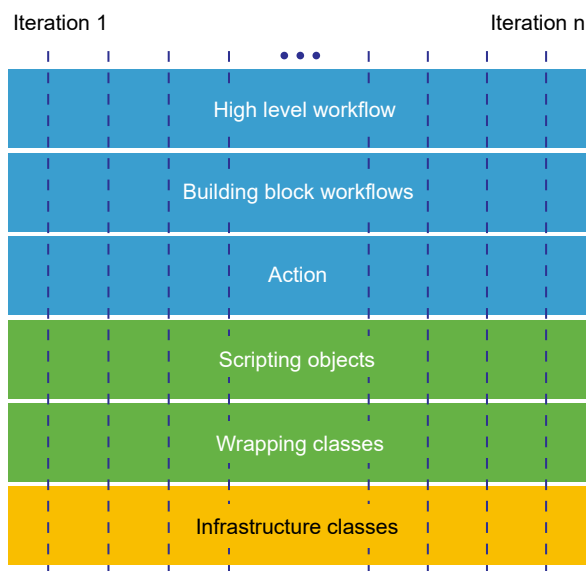 Iteration 1
Iteration n
High level workflow
Building block workflows
Action
Scripting objects
Wrapping classes
Infrastructure classes